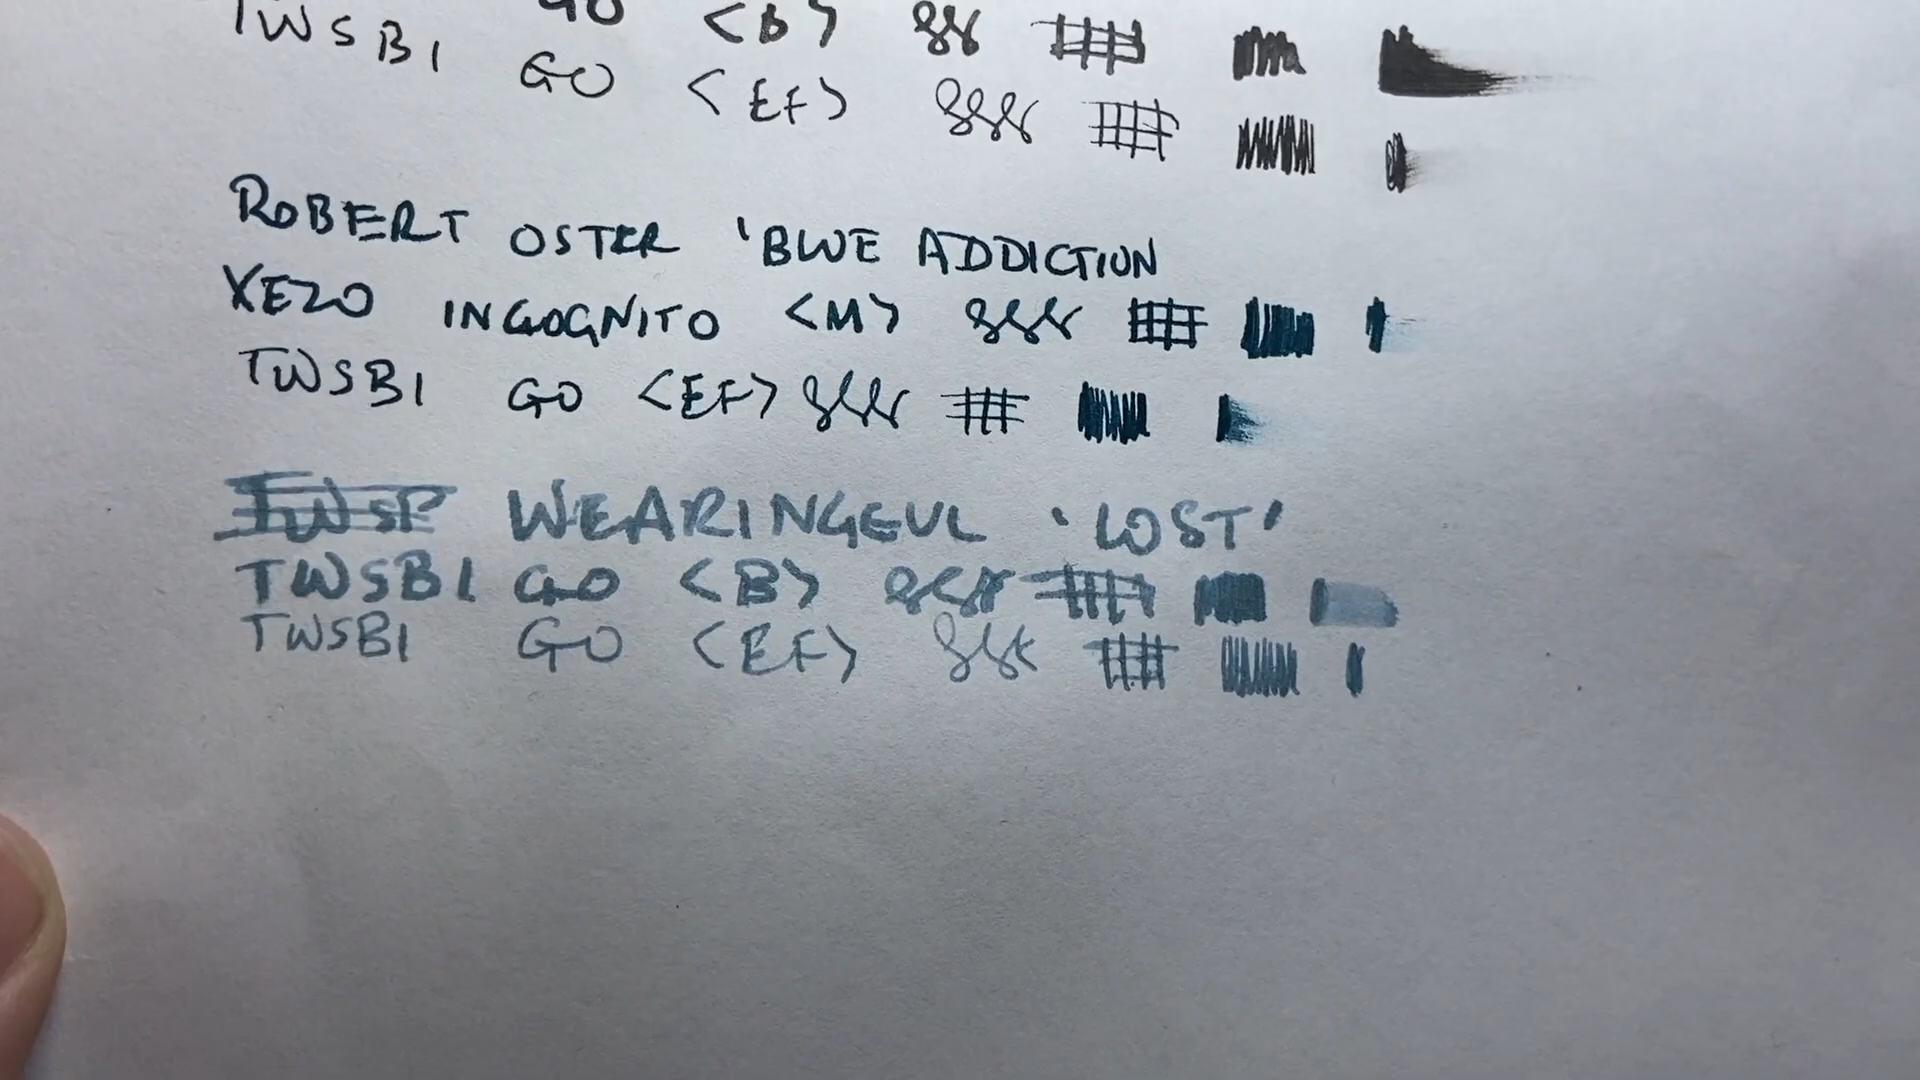 GO <B>
TWSBI GO <EF>
ROBERT OSTER 'BLUE ADDICTION
XEZO INCOGNITO <M>
TWSBI GO <EF>
TWSB WEARINGEUL 'LOST'
TWSBI GO <B>
TWSBI GO <EF>